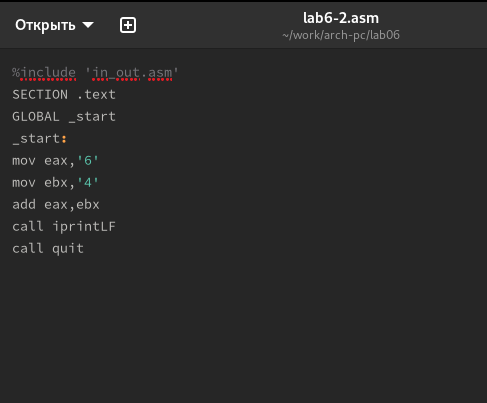 Открыть
lab6-2.asm
~/work/arch-pc/lab06
%include 'in_out.asm'
SECTION .text
GLOBAL _start
_start:
mov eax,'6'
mov ebx,'4'
add eax,ebx
call iprintLF
call quit